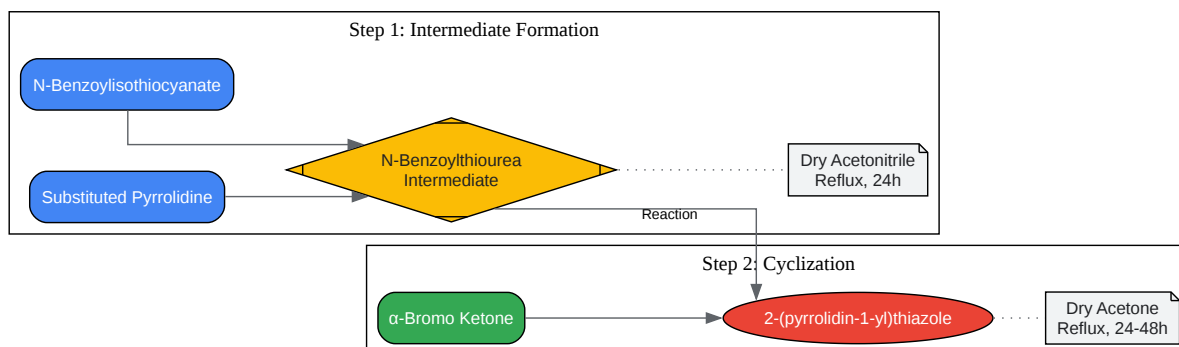 Step 1: Intermediate Formation
N-Benzoylisothiocyanate
Substituted Pyrrolidine
N-Benzoylthiourea
Intermediate
Dry Acetonitrile
Reflux, 24h
Reaction
Step 2: Cyclization
α-Bromo Ketone
2-(pyrrolidin-1-yl)thiazole
Dry Acetone
Reflux, 24-48h